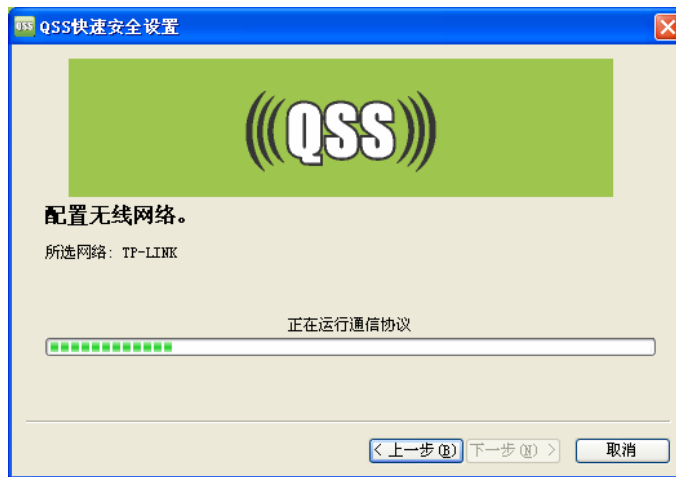 QSS QSS快速安全设置
(((QSS)))
配置无线网络。
所选网络: TP-LINK
正在运行通信协议
< 上一步(B) 下一步(N) > 取消